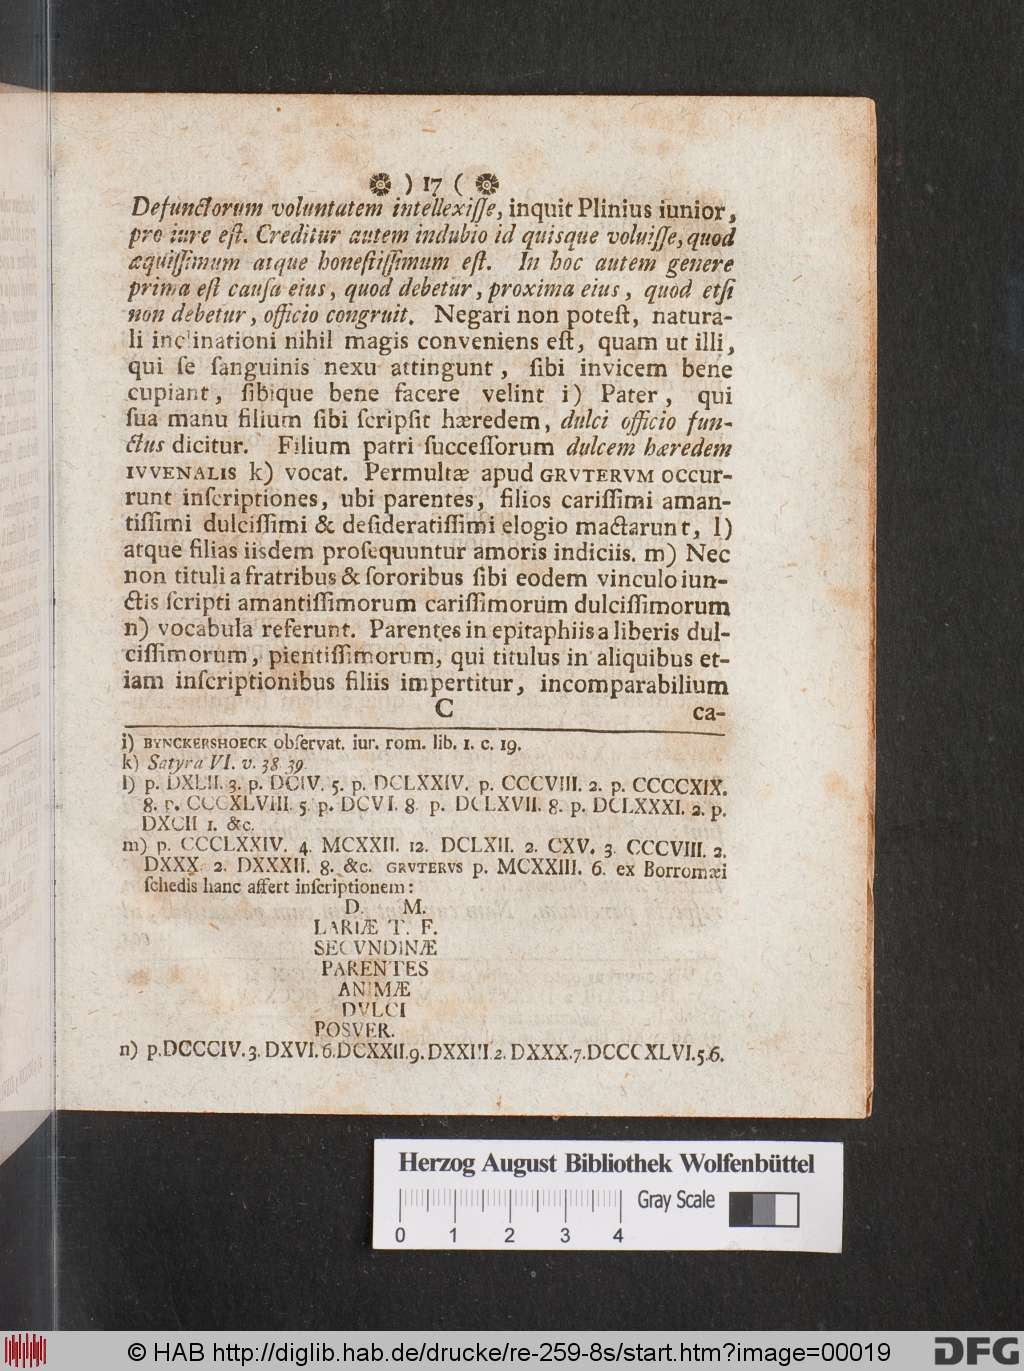 ) 17 (
Defunctorum voluntatem intellexiſſe, inquit Plinius iunior,
pro iure eſt. Creditur autem indubio id quisque voluiſſe, quod
æquiſſimum atque honeſtiſſimum eſt. In hoc autem genere
prima eſt cauſa eius, quod debetur, proxima eius, quod etſi
non debetur, officio congruit. Negari non poteſt, natura-
li inclinationi nihil magis conveniens eſt, quam ut illi,
qui ſe ſanguinis nexu attingunt, ſibi invicem bene
cupiant, ſibique bene facere velint i) Pater, qui
ſua manu filium ſibi ſcripſit hæredem, dulci officio fun-
ctus dicitur. Filium patri ſucceſſorum dulcem hæredem
IVVENALIS k) vocat. Permultæ apud GRVTERVM occur-
runt inſcriptiones, ubi parentes, filios cariſſimi aman-
tiſſimi dulciſſimi & deſideratiſſimi elogio mactarunt, l)
atque filias iisdem proſequuntur amoris indiciis. m) Nec
non tituli a fratribus & ſororibus ſibi eodem vinculo iun-
ctis ſcripti amantiſſimorum cariſſimorum dulciſſimorum
n) vocabula referunt. Parentes in epitaphiis a liberis dul-
ciſſimorum, pientiſſimorum, qui titulus in aliquibus et-
iam inſcriptionibus filiis impertitur, incomparabilium
C ca-
i) BYNCKERSHOECK obſervat. iur. rom. lib. 1. c. 19.
k) Satyra VI. v. 38 39.
l) p. DXLII. 3. p. DCIV. 5. p. DCLXXIV. p. CCCVIII. 2. p. CCCCXIX.
8. p. CCCXLVIII. 5. p. DCVI. 8. p. DCLXVII. 8. p. DCLXXXI. 2. p.
DXCII 1. &c.
m) p. CCCLXXIV. 4. MCXXII. 12. DCLXII. 2. CXV. 3. CCCVIII. 2.
DXXX. 2. DXXXII. 8. &c. GRVTERVS p. MCXXIII. 6. ex Borromæi
ſchedis hanc affert inſcriptionem:
D. M.
LARIÆ T. F.
SECVNDINÆ
PARENTES
ANIMÆ
DVLCI
POSVER.
n) p. DCCCIV. 3. DXVI. 6. DCXXII. 9. DXXIII 2. DXXX. 7. DCCCXLVI. 5. 6.
Herzog August Bibliothek Wolfenbüttel
Gray Scale
0 1 2 3 4
© HAB http://diglib.hab.de/drucke/re-259-8s/start.htm?image=00019
DFG